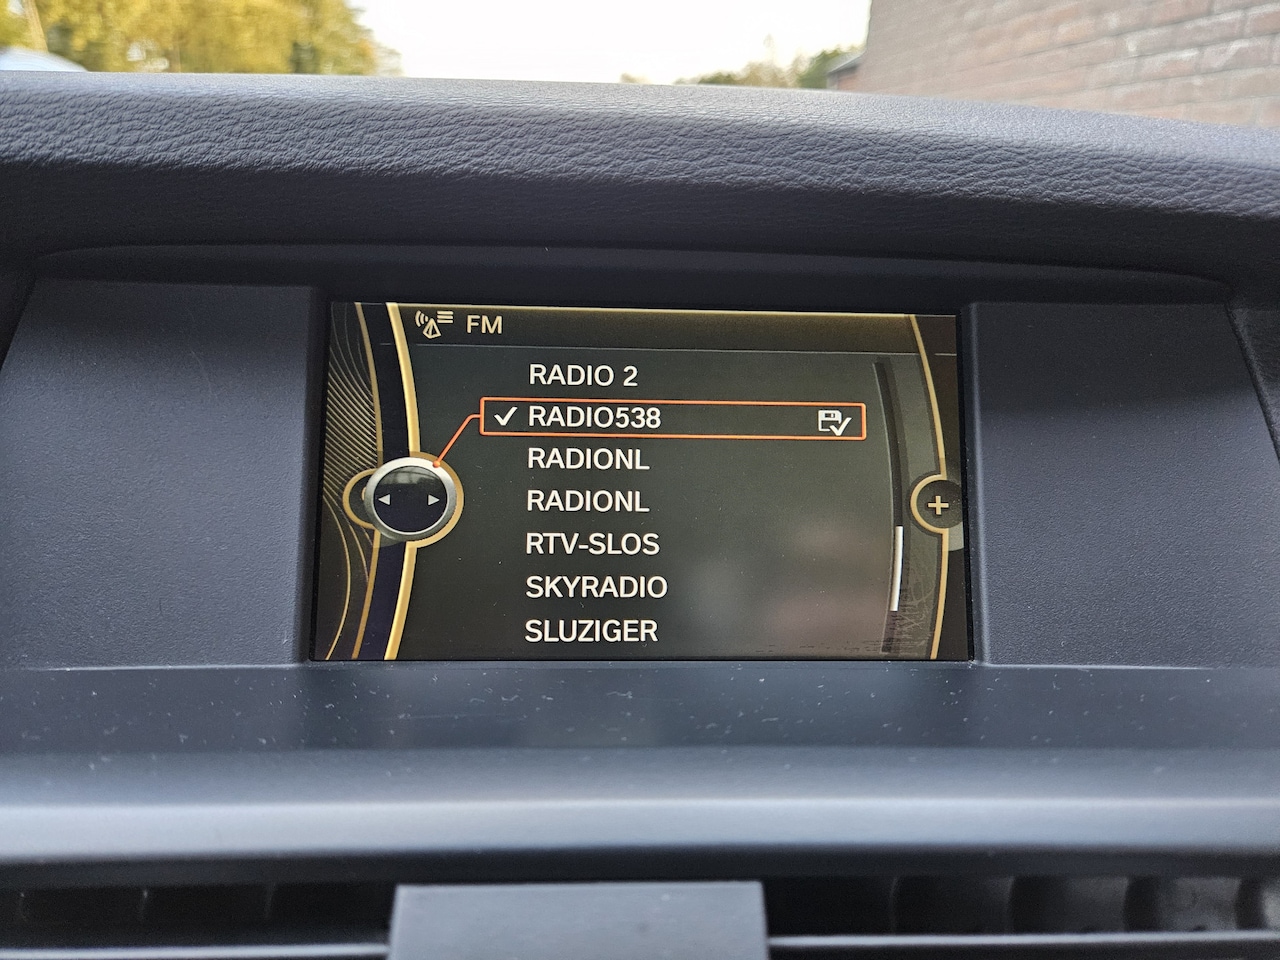 FM
RADIO 2
RADIO538
RADIONL
RADIONL
RTV-SLOS
SKYRADIO
SLUZIGER